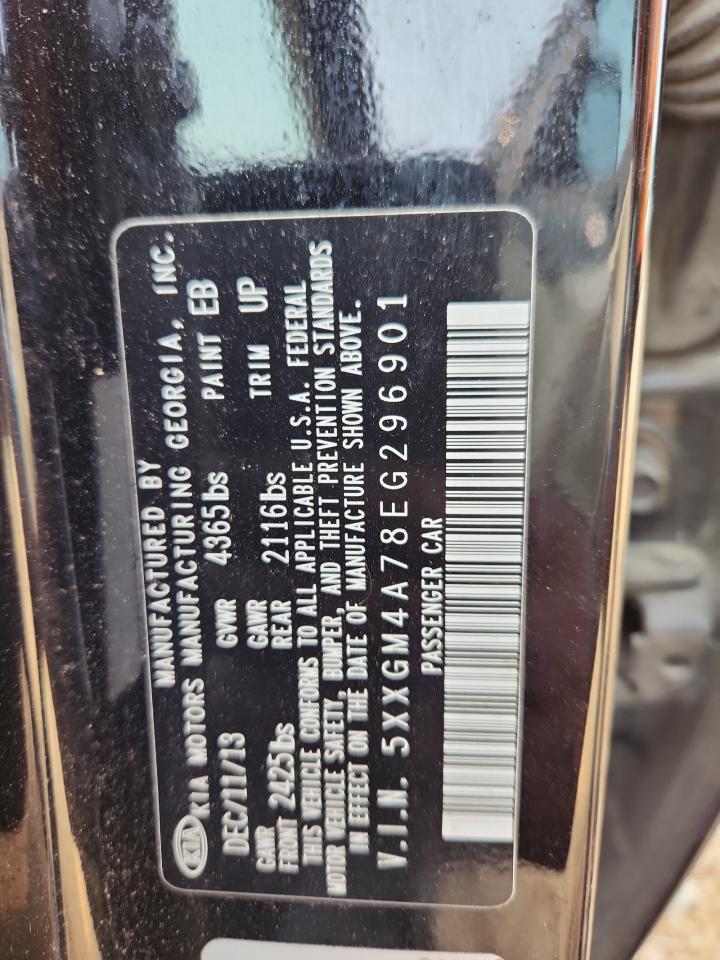 MANUFACTURED BY
KIA KIA MOTORS MANUFACTURING GEORGIA, INC.
DEC/11/13 GVWR 4365lbs PAINT EB
GAWR FRONT 2425lbs GAWR REAR 2116lbs TRIM UP
THIS VEHICLE CONFORMS TO ALL APPLICABLE U.S.A. FEDERAL
MOTOR VEHICLE SAFETY, BUMPER, AND THEFT PREVENTION STANDARDS
IN EFFECT ON THE DATE OF MANUFACTURE SHOWN ABOVE.
V.I.N. 5XXGM4A78EG296901
PASSENGER CAR